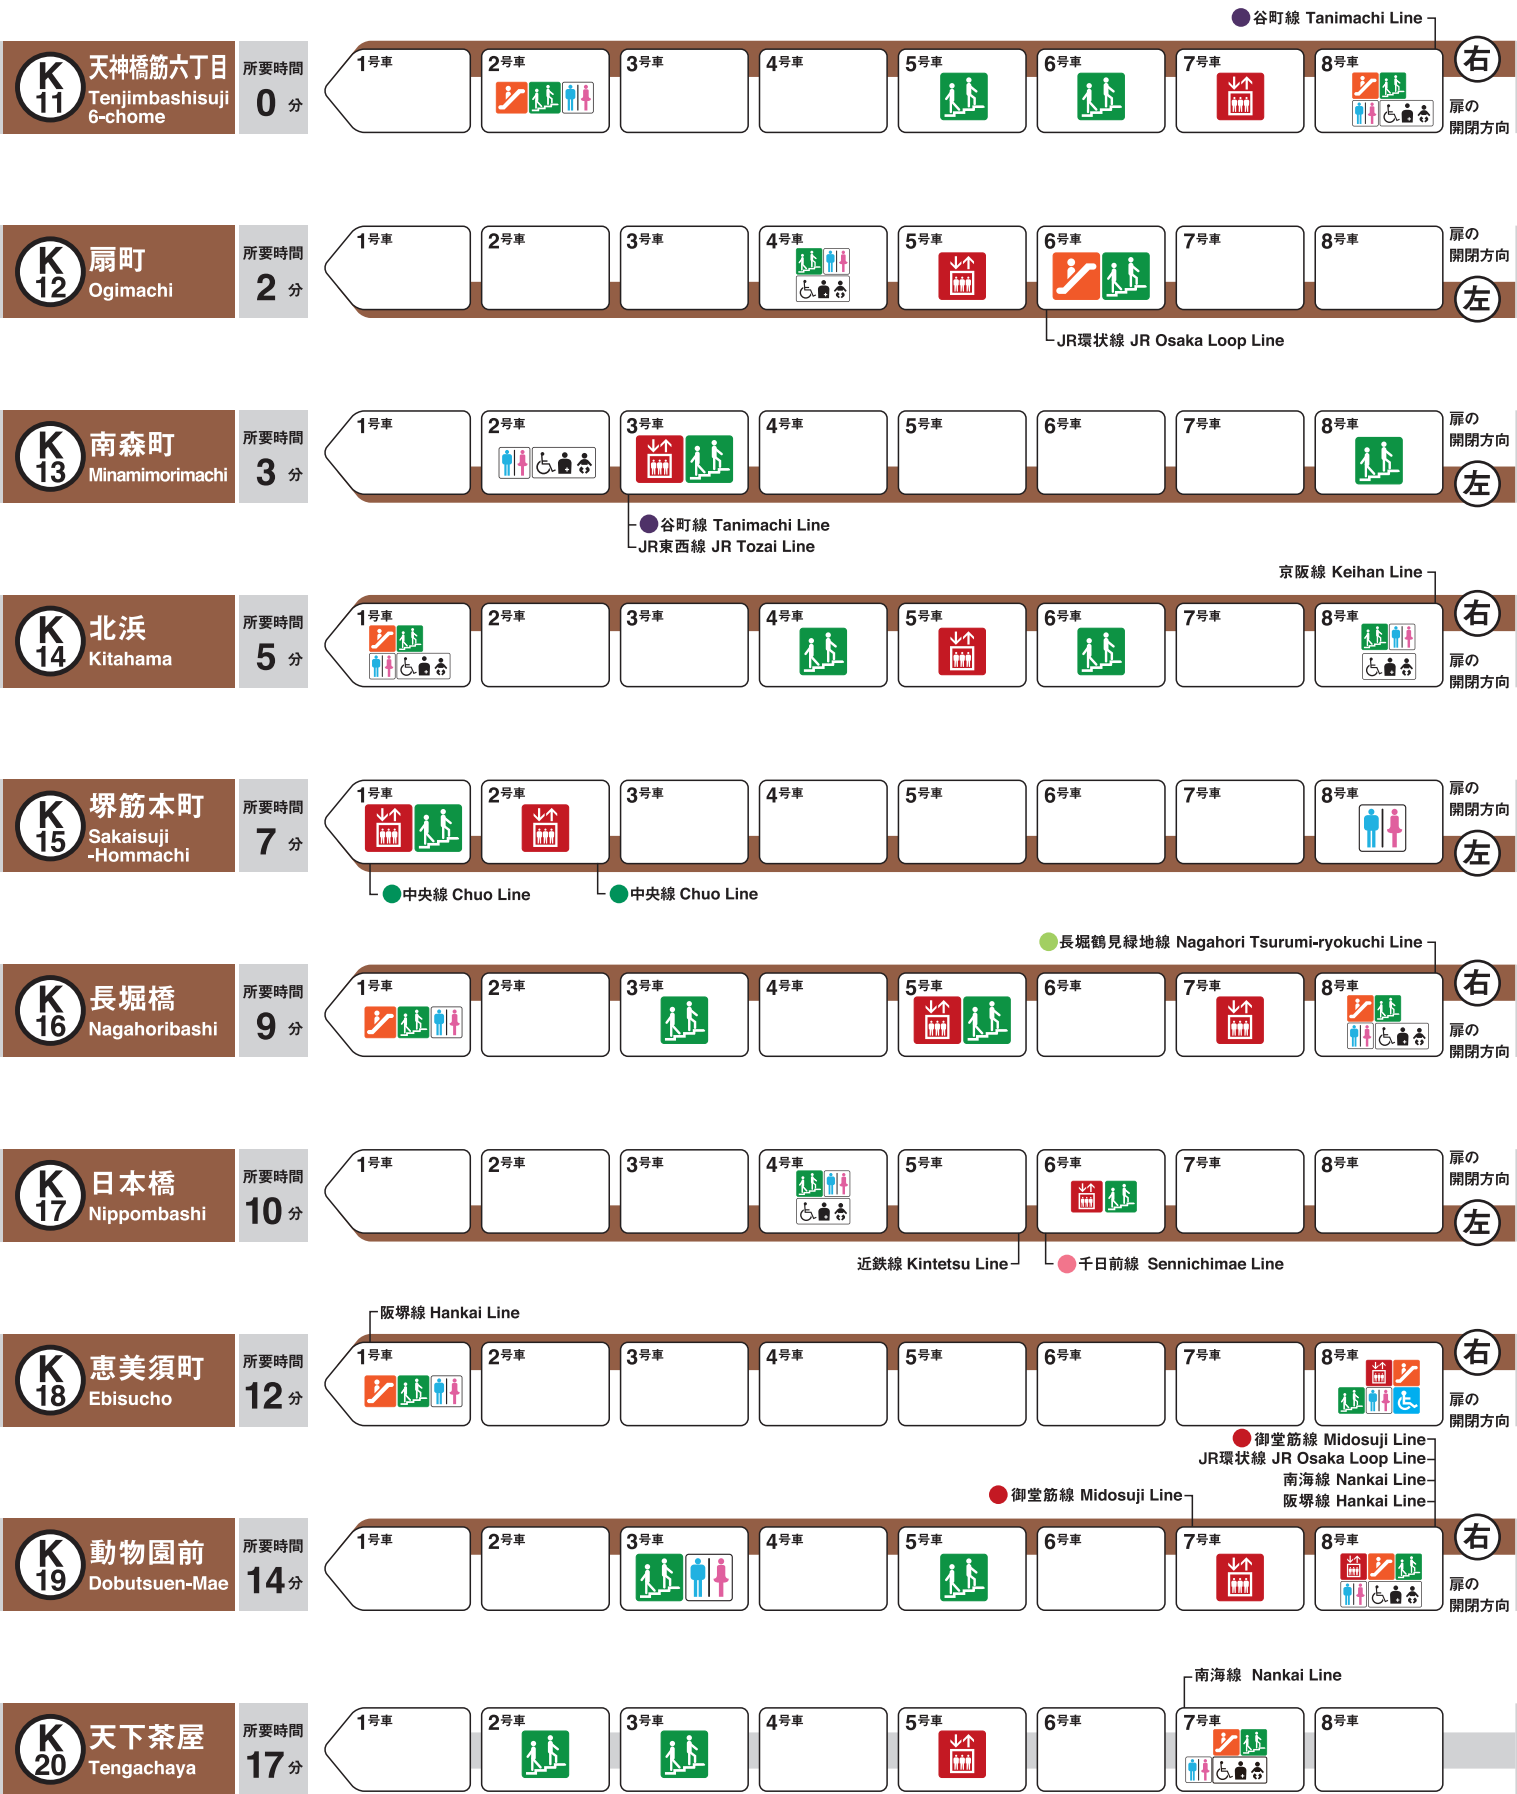 谷町線 Tanimachi Line
K
11
天神橋筋六丁目
Tenjimbashisuji
6-chome
所要時間
0 分
1号車 2号車 3号車 4号車 5号車 6号車 7号車 8号車
右
扉の
開閉方向
K
12
扇町
Ogimachi
所要時間
2 分
1号車 2号車 3号車 4号車 5号車 6号車 7号車 8号車
扉の
開閉方向
左
JR環状線 JR Osaka Loop Line
K
13
南森町
Minamimorimachi
所要時間
3 分
1号車 2号車 3号車 4号車 5号車 6号車 7号車 8号車
扉の
開閉方向
左
谷町線 Tanimachi Line
JR東西線 JR Tozai Line
京阪線 Keihan Line
K
14
北浜
Kitahama
所要時間
5 分
1号車 2号車 3号車 4号車 5号車 6号車 7号車 8号車
右
扉の
開閉方向
K
15
堺筋本町
Sakaisuji
-Hommachi
所要時間
7 分
1号車 2号車 3号車 4号車 5号車 6号車 7号車 8号車
扉の
開閉方向
左
中央線 Chuo Line 中央線 Chuo Line
長堀鶴見緑地線 Nagahori Tsurumi-ryokuchi Line
K
16
長堀橋
Nagahoribashi
所要時間
9 分
1号車 2号車 3号車 4号車 5号車 6号車 7号車 8号車
右
扉の
開閉方向
K
17
日本橋
Nippombashi
所要時間
10 分
1号車 2号車 3号車 4号車 5号車 6号車 7号車 8号車
扉の
開閉方向
左
近鉄線 Kintetsu Line 千日前線 Sennichimae Line
阪堺線 Hankai Line
K
18
恵美須町
Ebisucho
所要時間
12 分
1号車 2号車 3号車 4号車 5号車 6号車 7号車 8号車
右
扉の
開閉方向
御堂筋線 Midosuji Line
JR環状線 JR Osaka Loop Line
南海線 Nankai Line
阪堺線 Hankai Line
御堂筋線 Midosuji Line
K
19
動物園前
Dobutsuen-Mae
所要時間
14 分
1号車 2号車 3号車 4号車 5号車 6号車 7号車 8号車
右
扉の
開閉方向
南海線 Nankai Line
K
20
天下茶屋
Tengachaya
所要時間
17 分
1号車 2号車 3号車 4号車 5号車 6号車 7号車 8号車